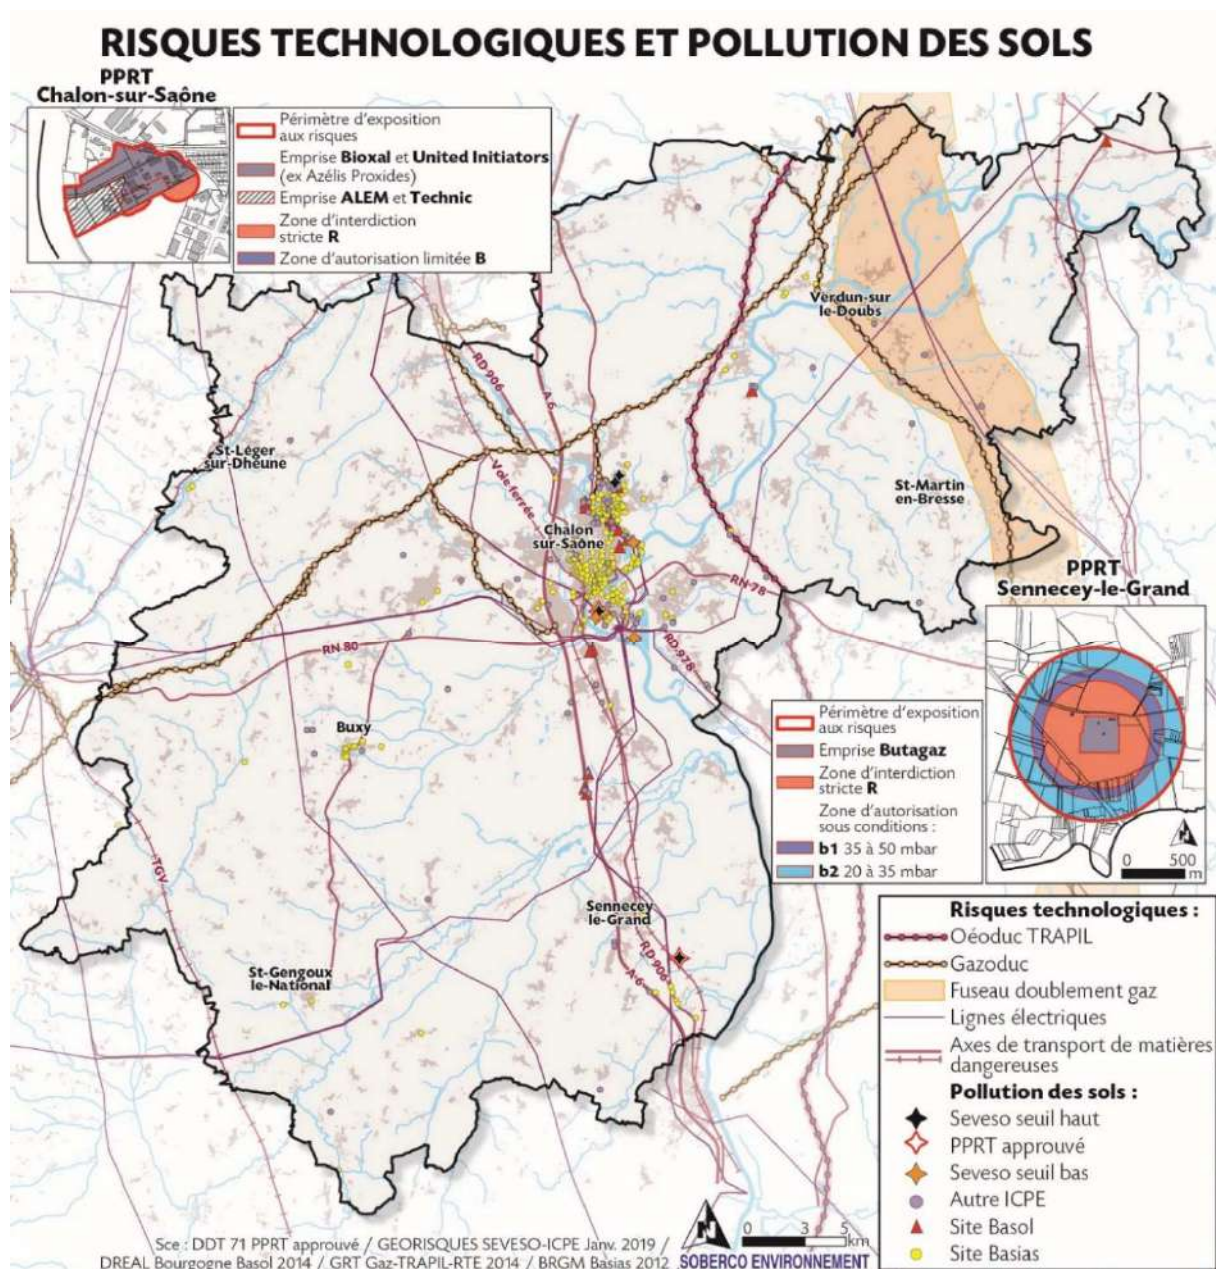 RISQUES TECHNOLOGIQUES ET POLLUTION DES SOLS
PPRT
Chalon-sur-Saône
Périmètre d'exposition
aux risques
Emprise Bioxal et United Initiators
(ex Azélis Proxides)
Emprise ALEM et Technic
Zone d'interdiction
stricte R
Zone d'autorisation limitée B
Verdun-sur
le-Doubs
RD 906
A 6
St-Léger
sur-Dheune
Voie ferrée
St-Martin
en-Bresse
Chalon
sur-Saône
RN 78
PPRT
Sennecey-le-Grand
RN 80
RD 978
Buxy
Périmètre d'exposition
aux risques
Emprise Butagaz
Zone d'interdiction
stricte R
Zone d'autorisation
sous conditions :
b1 35 à 50 mbar
b2 20 à 35 mbar
N
0 500
m
TGV
Sennecey
le-Grand
RD 906
A 6
St-Gengoux
le-National
Risques technologiques :
Oéoduc TRAPIL
Gazoduc
Fuseau doublement gaz
Lignes électriques
Axes de transport de matières
dangereuses
Pollution des sols :
Seveso seuil haut
PPRT approuvé
Seveso seuil bas
Autre ICPE
Site Basol
Site Basias
N
0 3 5
km
Sce : DDT 71 PPRT approuvé / GEORISQUES SEVESO-ICPE Janv. 2019 /
DREAL Bourgogne Basol 2014 / GRT Gaz-TRAPIL-RTE 2014 / BRGM Basias 2012
SOBERCO ENVIRONNEMENT